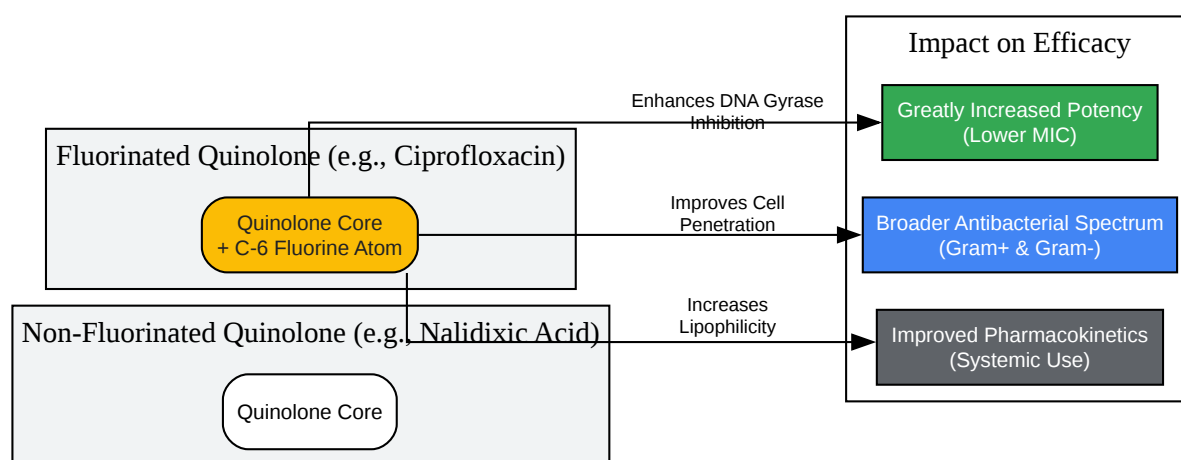 Impact on Efficacy
Enhances DNA Gyrase
Inhibition
Greatly Increased Potency
(Lower MIC)
Fluorinated Quinolone (e.g., Ciprofloxacin)
Quinolone Core
+ C-6 Fluorine Atom
Improves Cell
Penetration
Broader Antibacterial Spectrum
(Gram+ & Gram-)
Increases
Lipophilicity
Improved Pharmacokinetics
(Systemic Use)
Non-Fluorinated Quinolone (e.g., Nalidixic Acid)
Quinolone Core